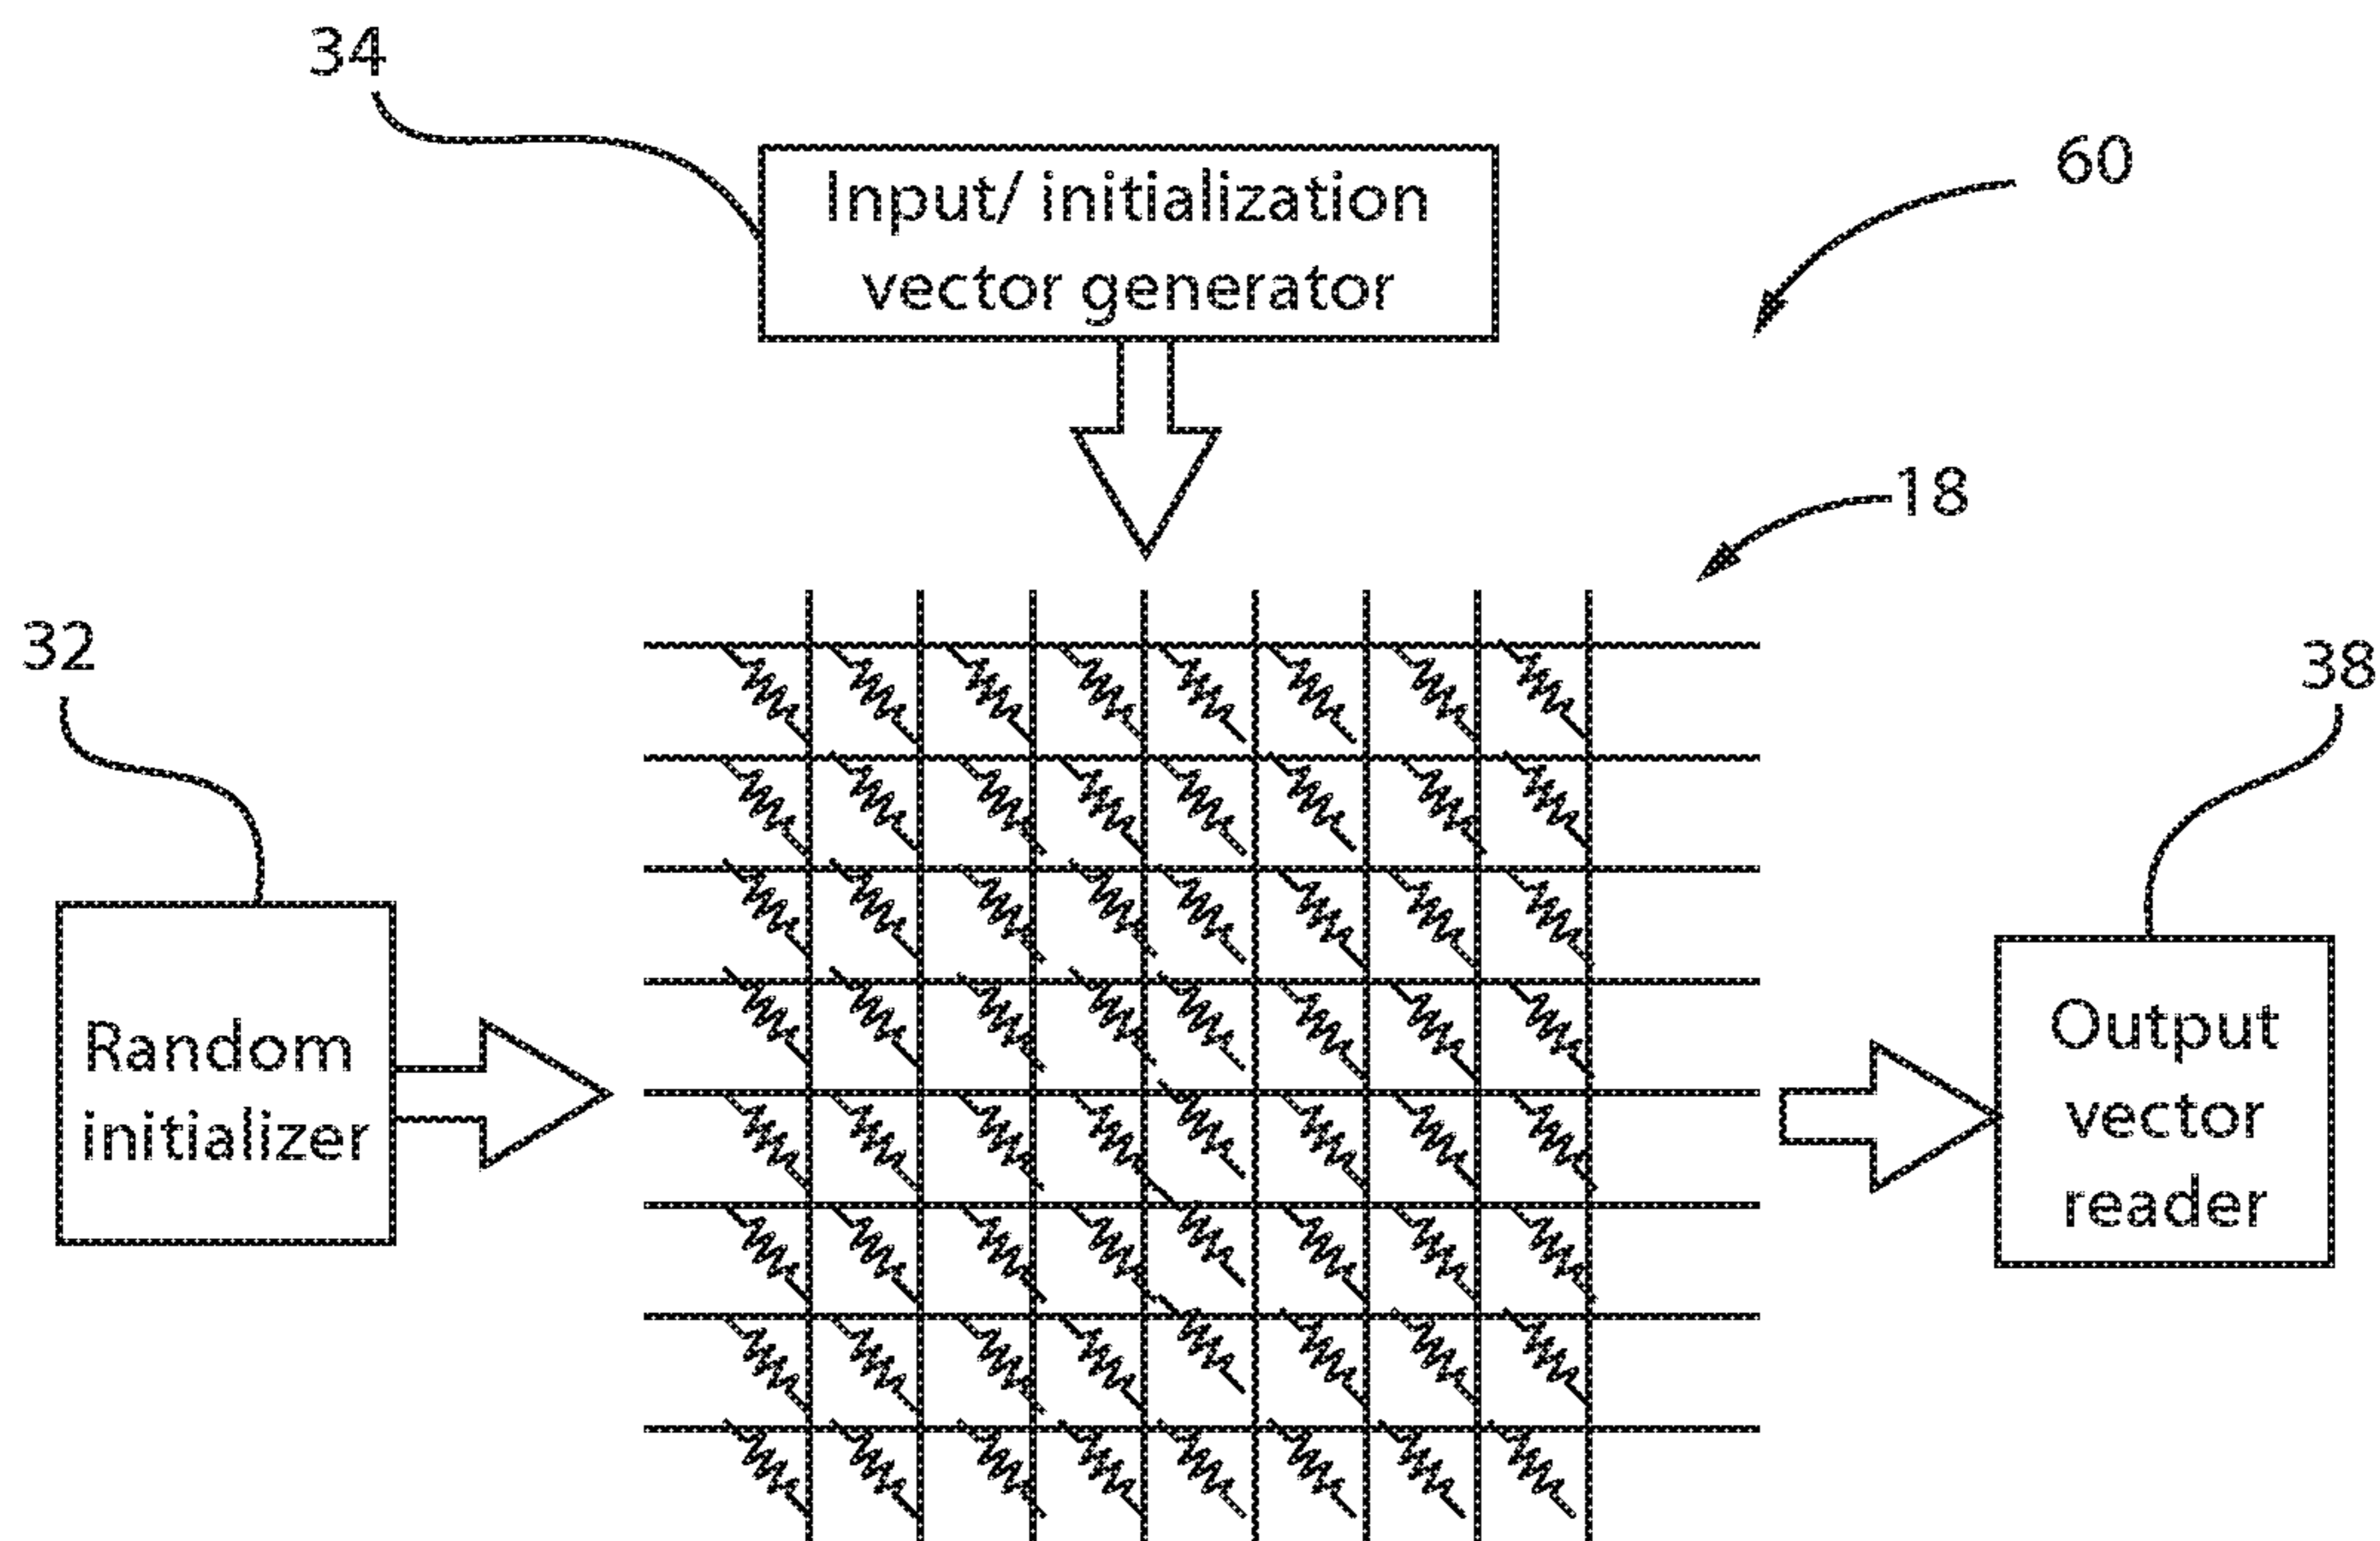 34
Input/ initialization
vector generator
60
18
32
38
Random
initializer
Output
vector
reader